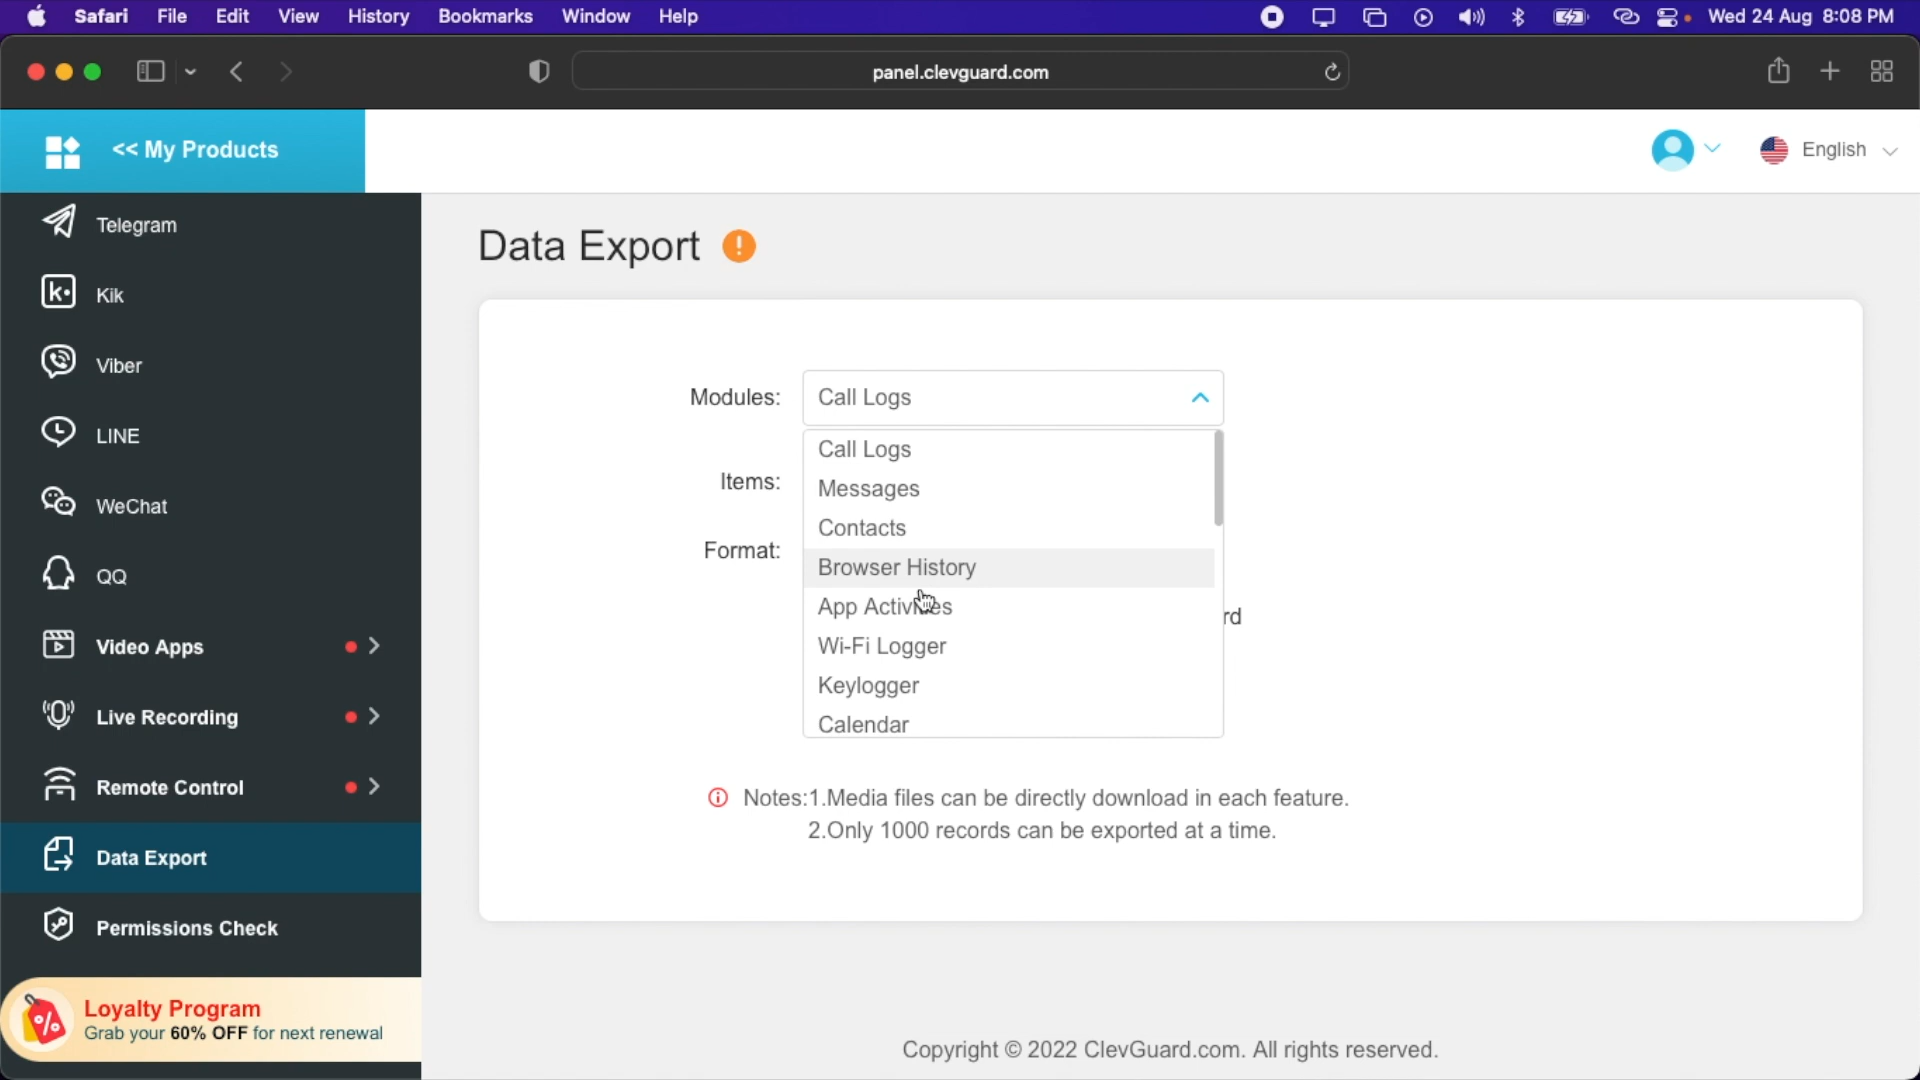 Safari File Edit View History Bookmarks Window Help Wed 24 Aug 8:08 PM
panel.clevguard.com
<< My Products
English
Telegram
Kik
Viber
LINE
WeChat
QQ
Video Apps
Live Recording
Remote Control
Data Export
Permissions Check
Loyalty Program
Grab your 60% OFF for next renewal
Data Export
Modules: Call Logs
Call Logs
Items:
Messages
Contacts
Format:
Browser History
App Activities
rd
Wi-Fi Logger
Keylogger
Calendar
Notes:1.Media files can be directly download in each feature.
2.Only 1000 records can be exported at a time.
Copyright © 2022 ClevGuard.com. All rights reserved.